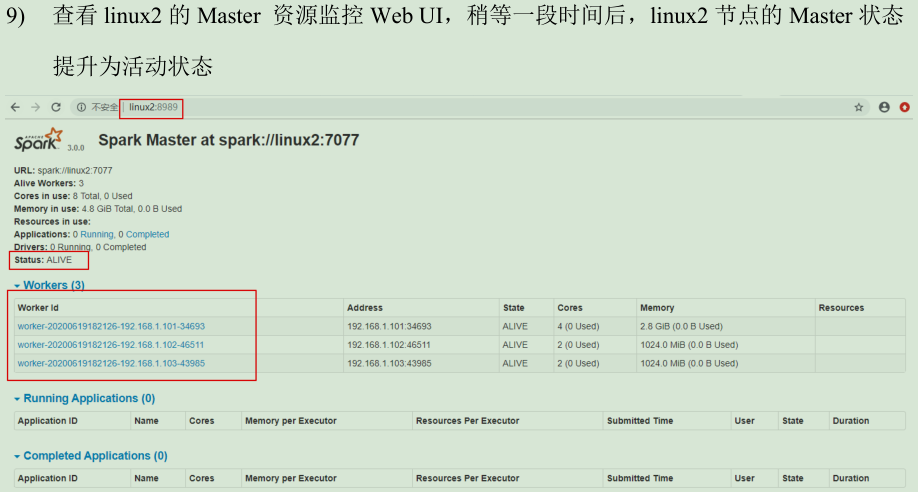 9) 查看 linux2 的 Master 资源监控 Web UI，稍等一段时间后，linux2 节点的 Master 状态
提升为活动状态
不安全 | linux2:8989
APACHE Spark 3.0.0 Spark Master at spark://linux2:7077
URL: spark://linux2:7077
Alive Workers: 3
Cores in use: 8 Total, 0 Used
Memory in use: 4.8 GiB Total, 0.0 B Used
Resources in use:
Applications: 0 Running, 0 Completed
Drivers: 0 Running, 0 Completed
Status: ALIVE
Workers (3)
Worker Id Address State Cores Memory Resources
worker-20200619182126-192.168.1.101-34693 192.168.1.101:34693 ALIVE 4 (0 Used) 2.8 GiB (0.0 B Used)
worker-20200619182126-192.168.1.102-46511 192.168.1.102:46511 ALIVE 2 (0 Used) 1024.0 MiB (0.0 B Used)
worker-20200619182126-192.168.1.103-43985 192.168.1.103:43985 ALIVE 2 (0 Used) 1024.0 MiB (0.0 B Used)
Running Applications (0)
Application ID Name Cores Memory per Executor Resources Per Executor Submitted Time User State Duration
Completed Applications (0)
Application ID Name Cores Memory per Executor Resources Per Executor Submitted Time User State Duration